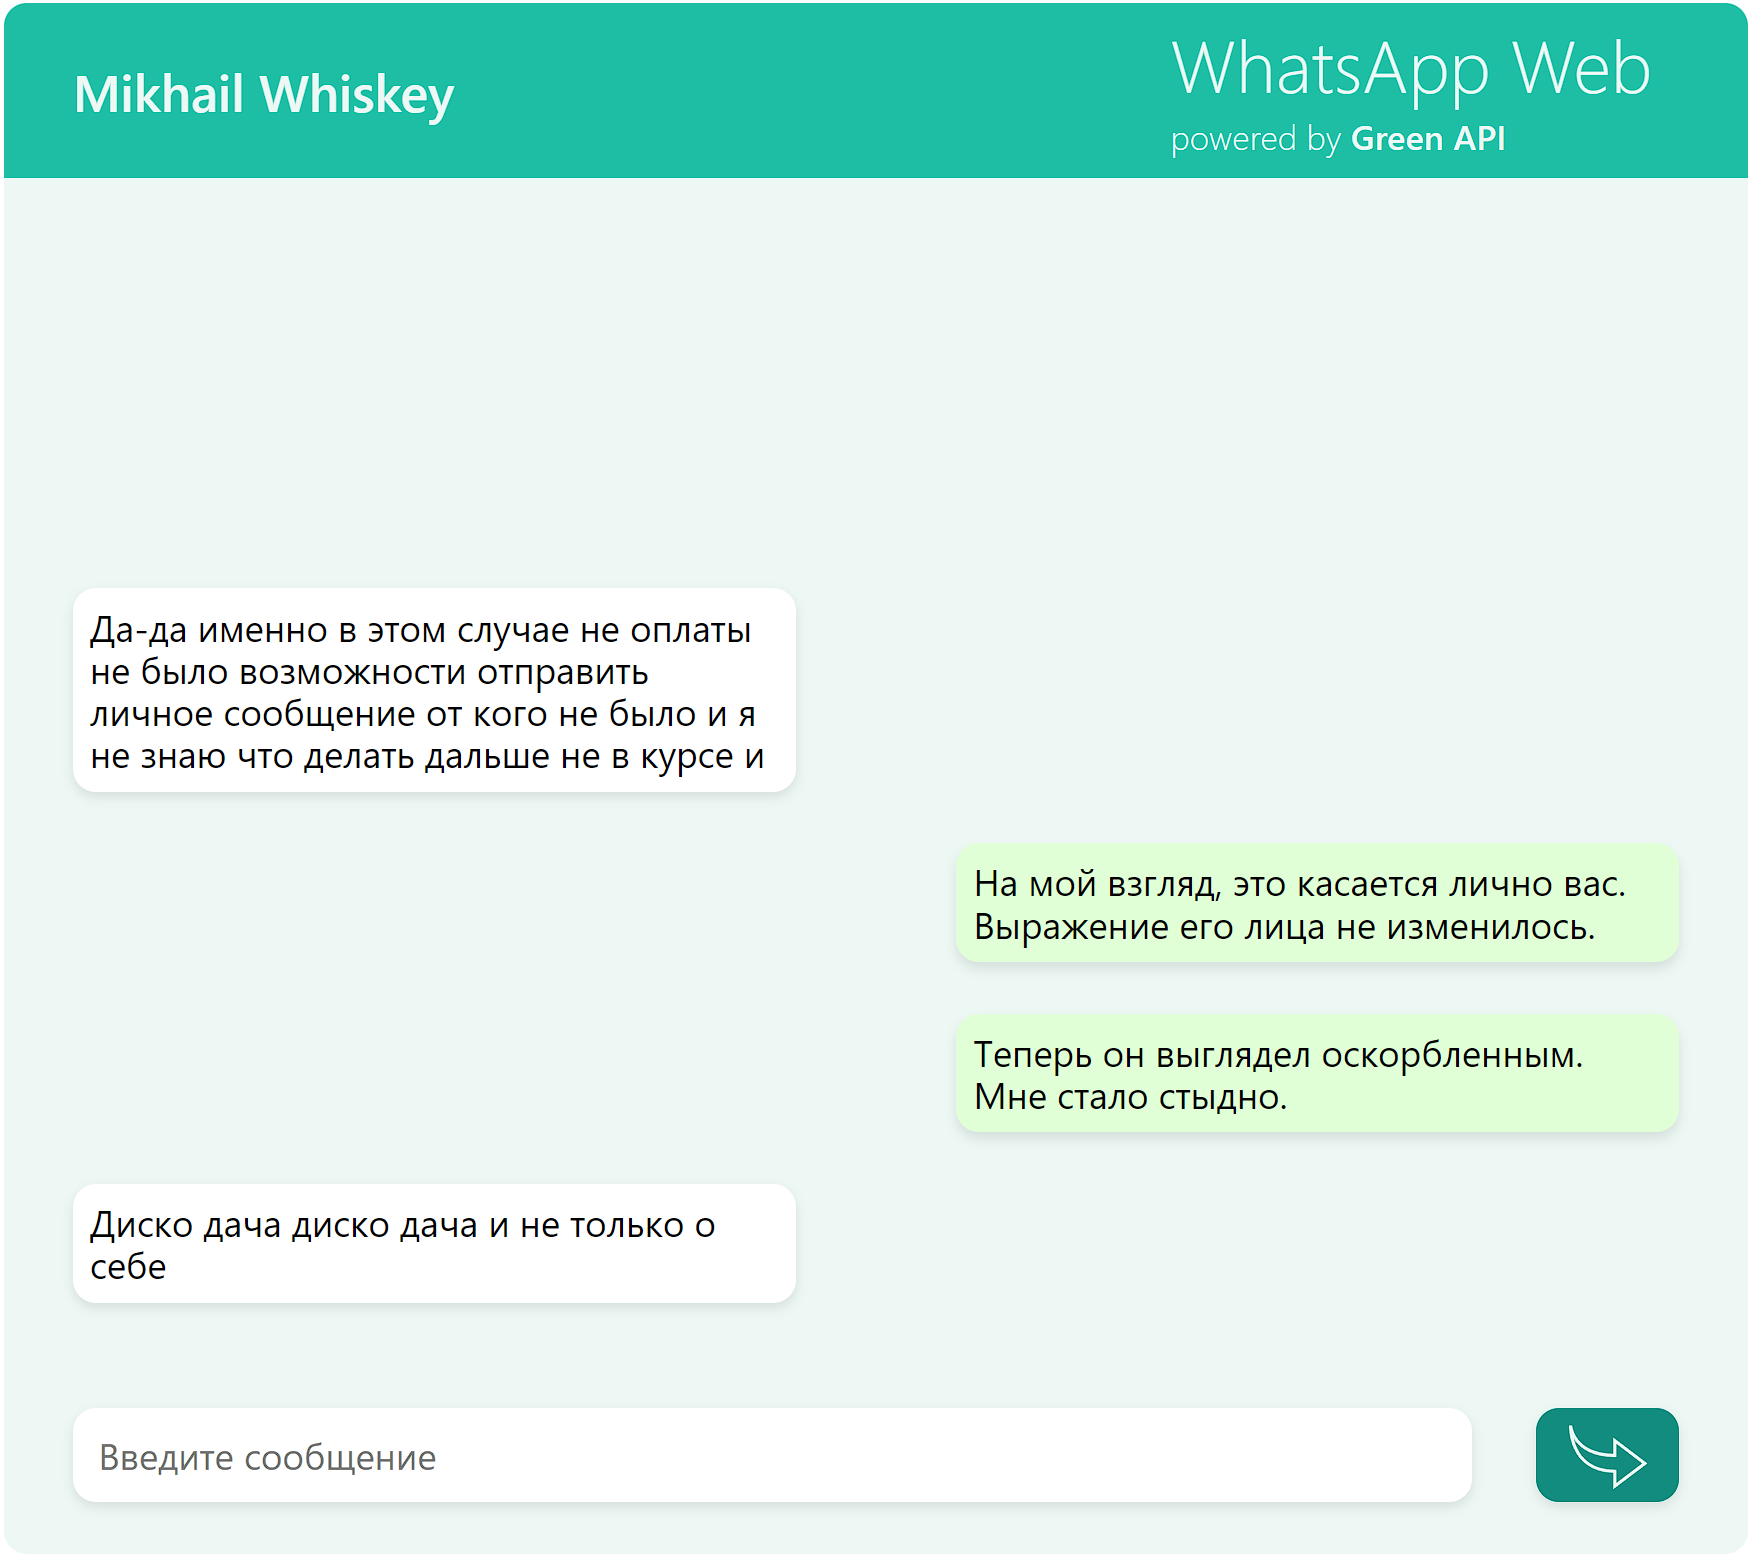 Mikhail Whiskey
WhatsApp Web
powered by Green API
Да-да именно в этом случае не оплаты
не было возможности отправить
личное сообщение от кого не было и я
не знаю что делать дальше не в курсе и
На мой взгляд, это касается лично вас.
Выражение его лица не изменилось.
Теперь он выглядел оскорбленным.
Мне стало стыдно.
Диско дача диско дача и не только о
себе
Введите сообщение